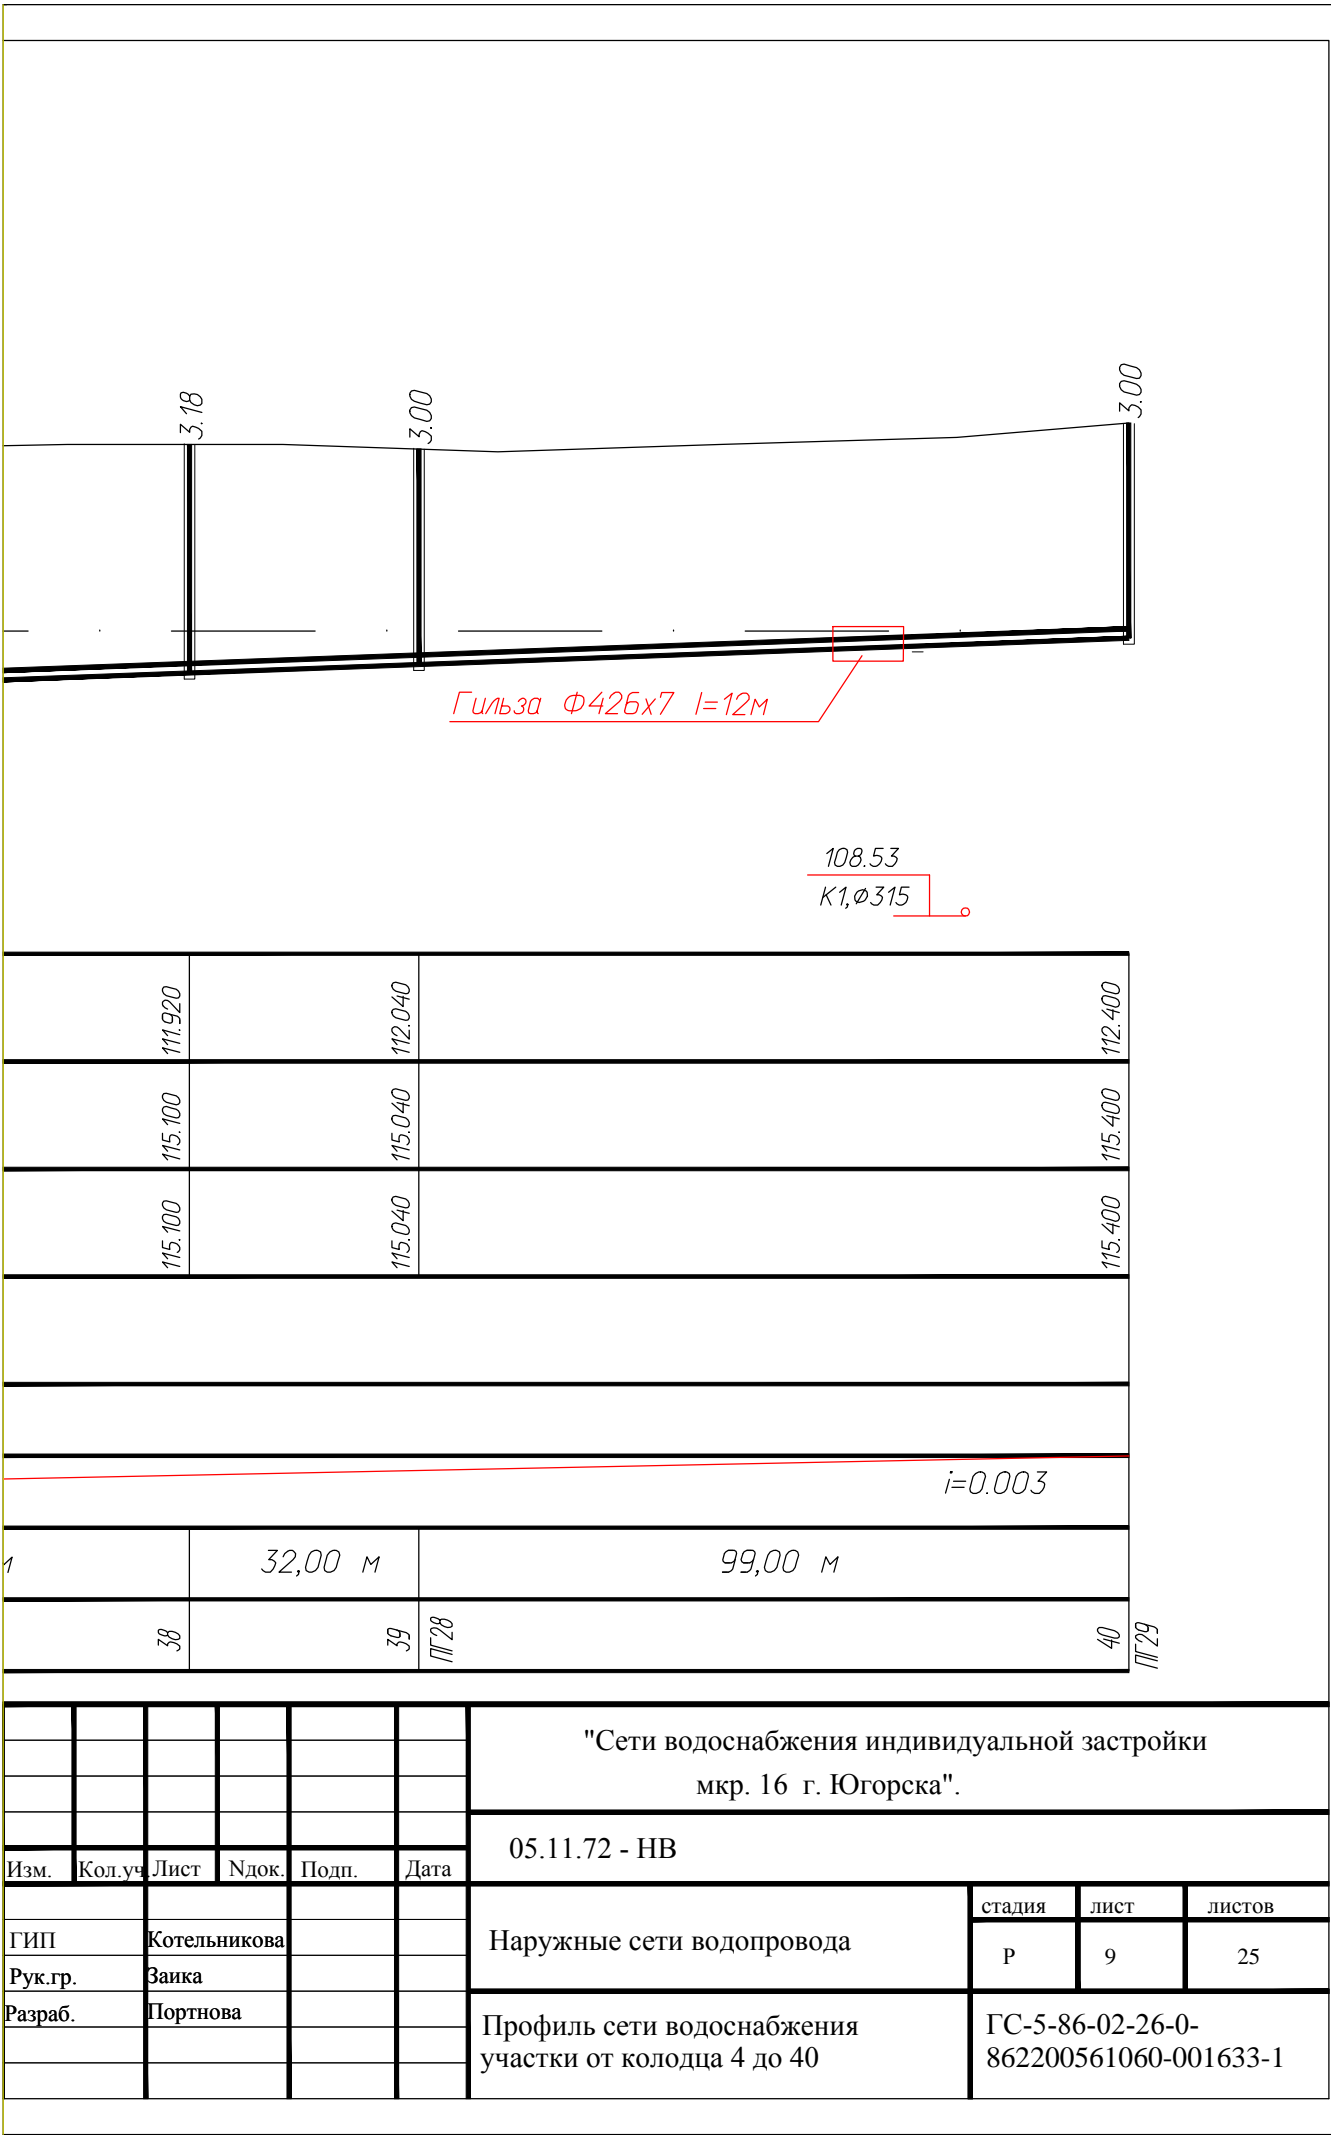 3.18
3.00
3.00
Гильза Ф426х7 l=12м
108.53
К1,Ф315
111.920
112.040
112.400
115.100
115.040
115.400
115.100
115.040
115.400
i=0.003
м
32,00 м
99,00 м
38
39
ПГ28
40
ПГ29
"Сети водоснабжения индивидуальной застройки
мкр. 16 г. Югорска".
05.11.72 - НВ
Изм. Кол.уч Лист Nдок. Подп. Дата
стадия лист листов
ГИП Котельникова
Наружные сети водопровода
Р 9 25
Рук.гр. Заика
Разраб. Портнова
Профиль сети водоснабжения
участки от колодца 4 до 40
ГС-5-86-02-26-0-
862200561060-001633-1